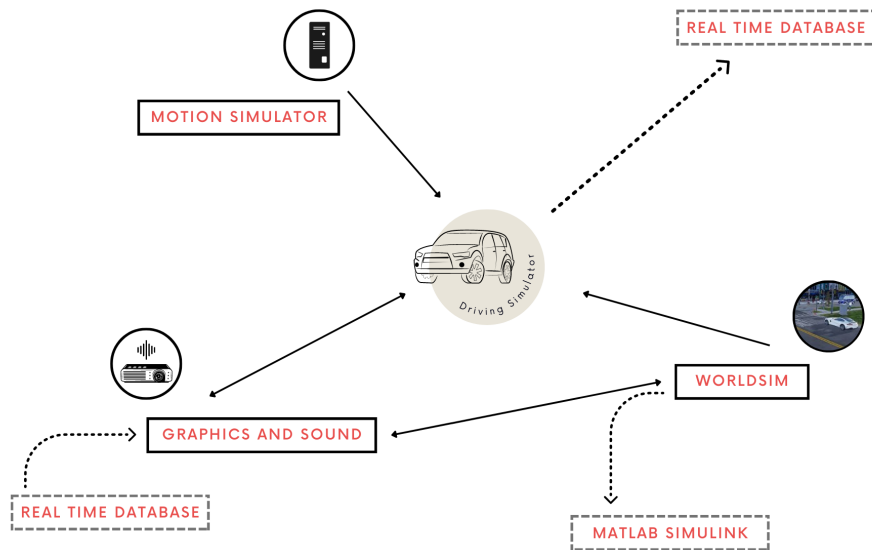 REAL TIME DATABASE
MOTION SIMULATOR
Driving Simulator
WORLDSIM
GRAPHICS AND SOUND
REAL TIME DATABASE
MATLAB SIMULINK